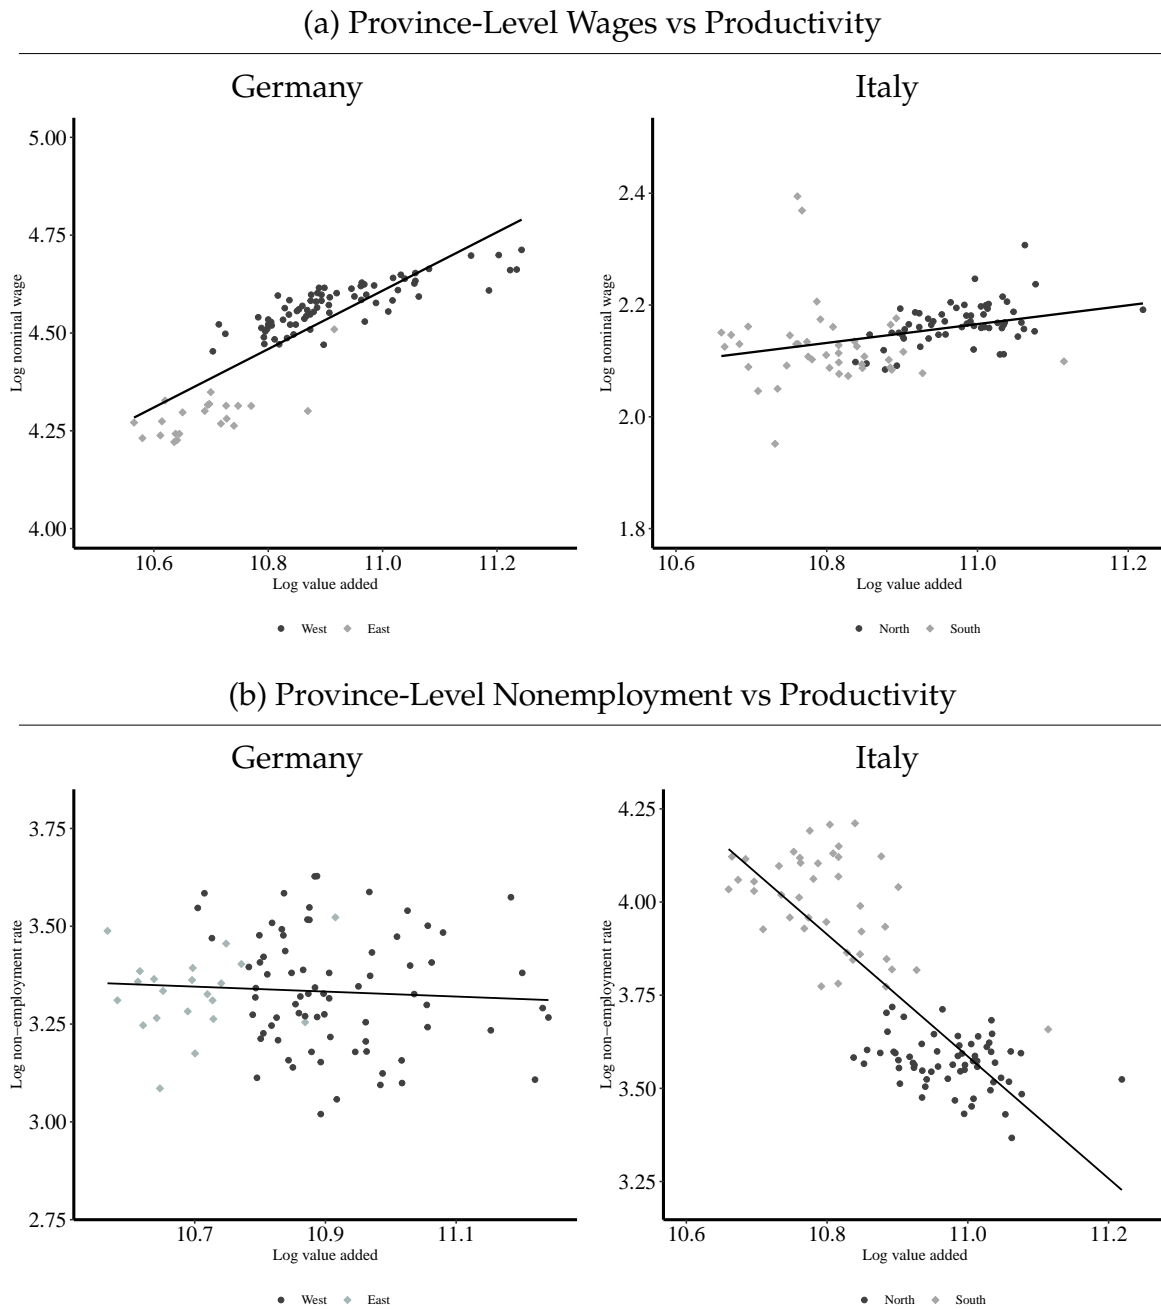 (a) Province-Level Wages vs Productivity
Germany
5.00
4.75
4.50
4.25
4.00
Log nominal wage
10.6 10.8 11.0 11.2
Log value added
West East
Italy
2.4
2.2
2.0
1.8
Log nominal wage
10.6 10.8 11.0 11.2
Log value added
North South
(b) Province-Level Nonemployment vs Productivity
Germany
3.75
3.50
3.25
3.00
2.75
Log non−employment rate
10.7 10.9 11.1
Log value added
West East
Italy
4.25
4.00
3.75
3.50
3.25
Log non−employment rate
10.6 10.8 11.0 11.2
Log value added
North South